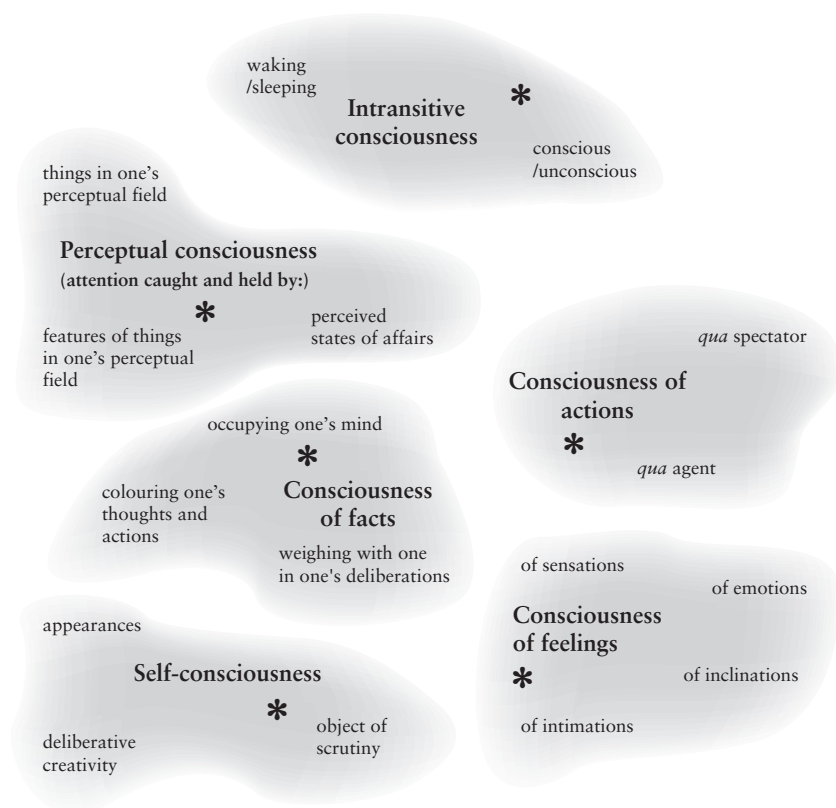 waking
/sleeping
Intransitive
consciousness
*
conscious
/unconscious
things in one's
perceptual field
Perceptual consciousness
(attention caught and held by:)
*
features of things
in one's perceptual
field
perceived
states of affairs
qua spectator
Consciousness of
actions
*
qua agent
occupying one's mind
*
colouring one's
thoughts and
actions
Consciousness
of facts
weighing with one
in one's deliberations
of sensations
of emotions
Consciousness
of feelings
*
of inclinations
of intimations
appearances
Self-consciousness
*
object of
scrutiny
deliberative
creativity